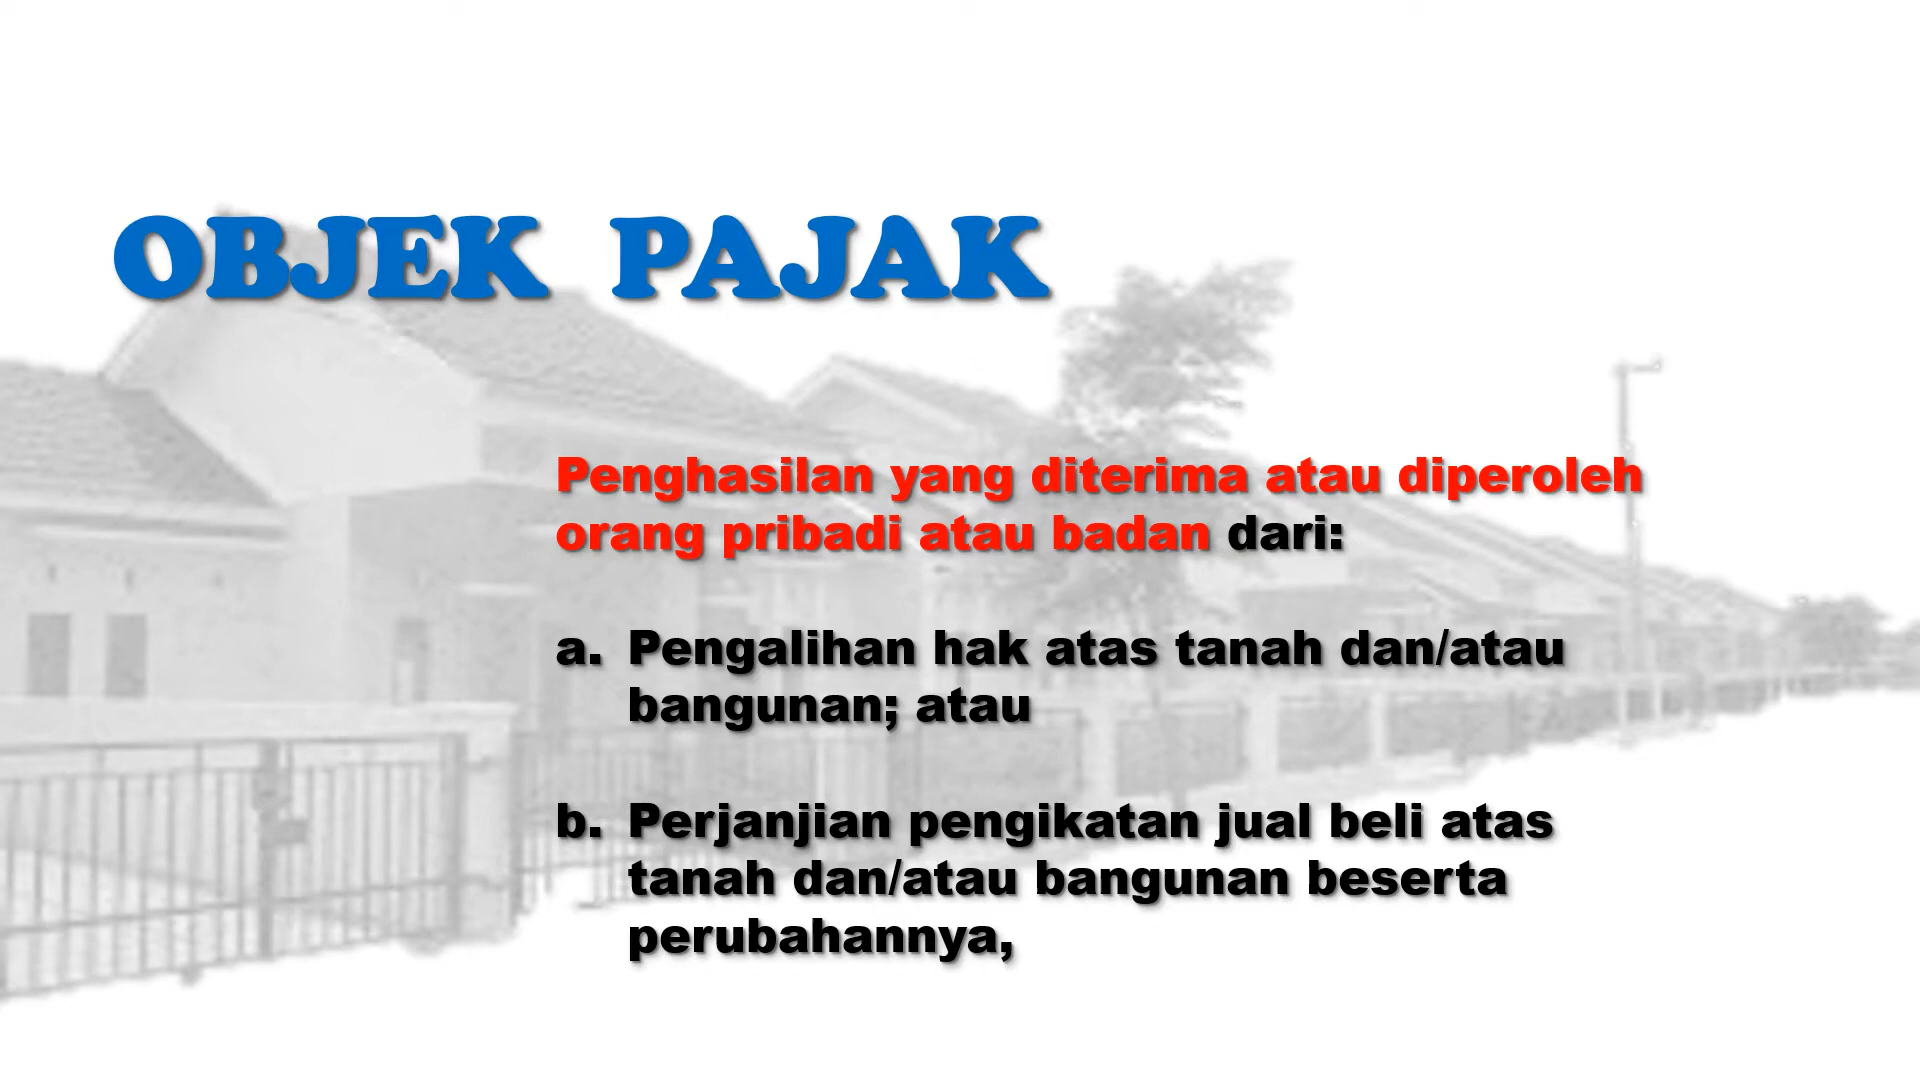 OBJEK PAJAK
Penghasilan yang diterima atau diperoleh
orang pribadi atau badan dari:
a. Pengalihan hak atas tanah dan/atau
bangunan; atau
b. Perjanjian pengikatan jual beli atas
tanah dan/atau bangunan beserta
perubahannya,